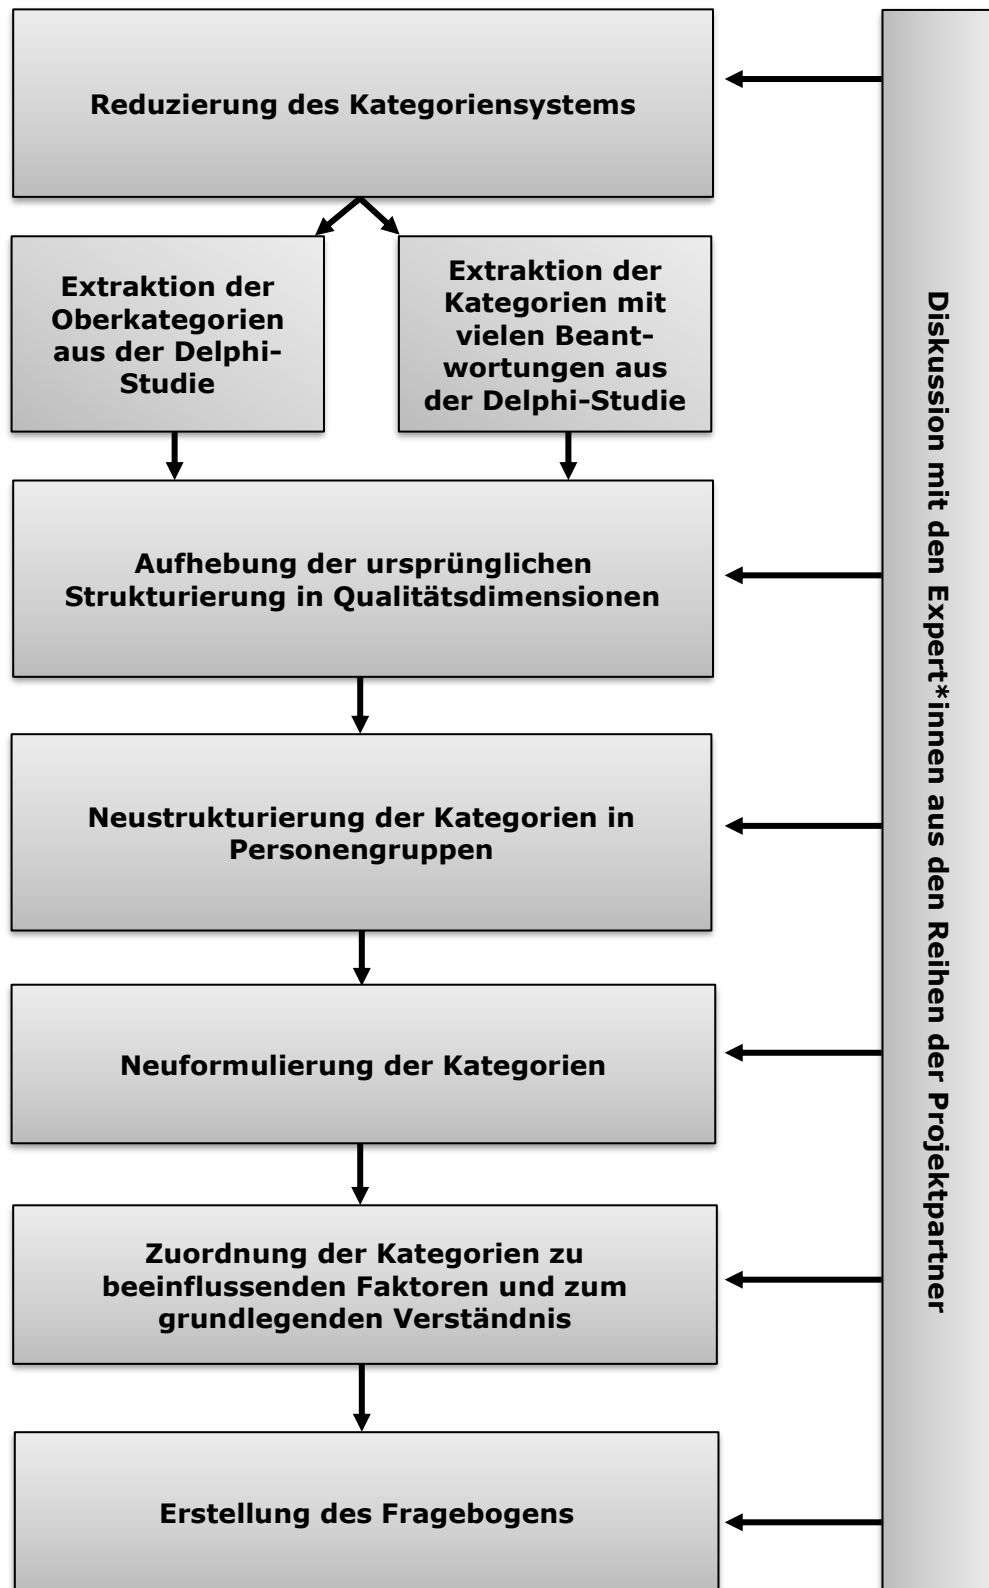 Reduzierung des Kategoriensystems
Extraktion der
Oberkategorien
aus der Delphi-
Studie
Extraktion der
Kategorien mit
vielen Beant-
wortungen aus
der Delphi-Studie
Aufhebung der ursprünglichen
Strukturierung in Qualitätsdimensionen
Neustrukturierung der Kategorien in
Personengruppen
Neuformulierung der Kategorien
Zuordnung der Kategorien zu
beeinflussenden Faktoren und zum
grundlegenden Verständnis
Erstellung des Fragebogens
Diskussion mit den Expert*innen aus den Reihen der Projektpartner